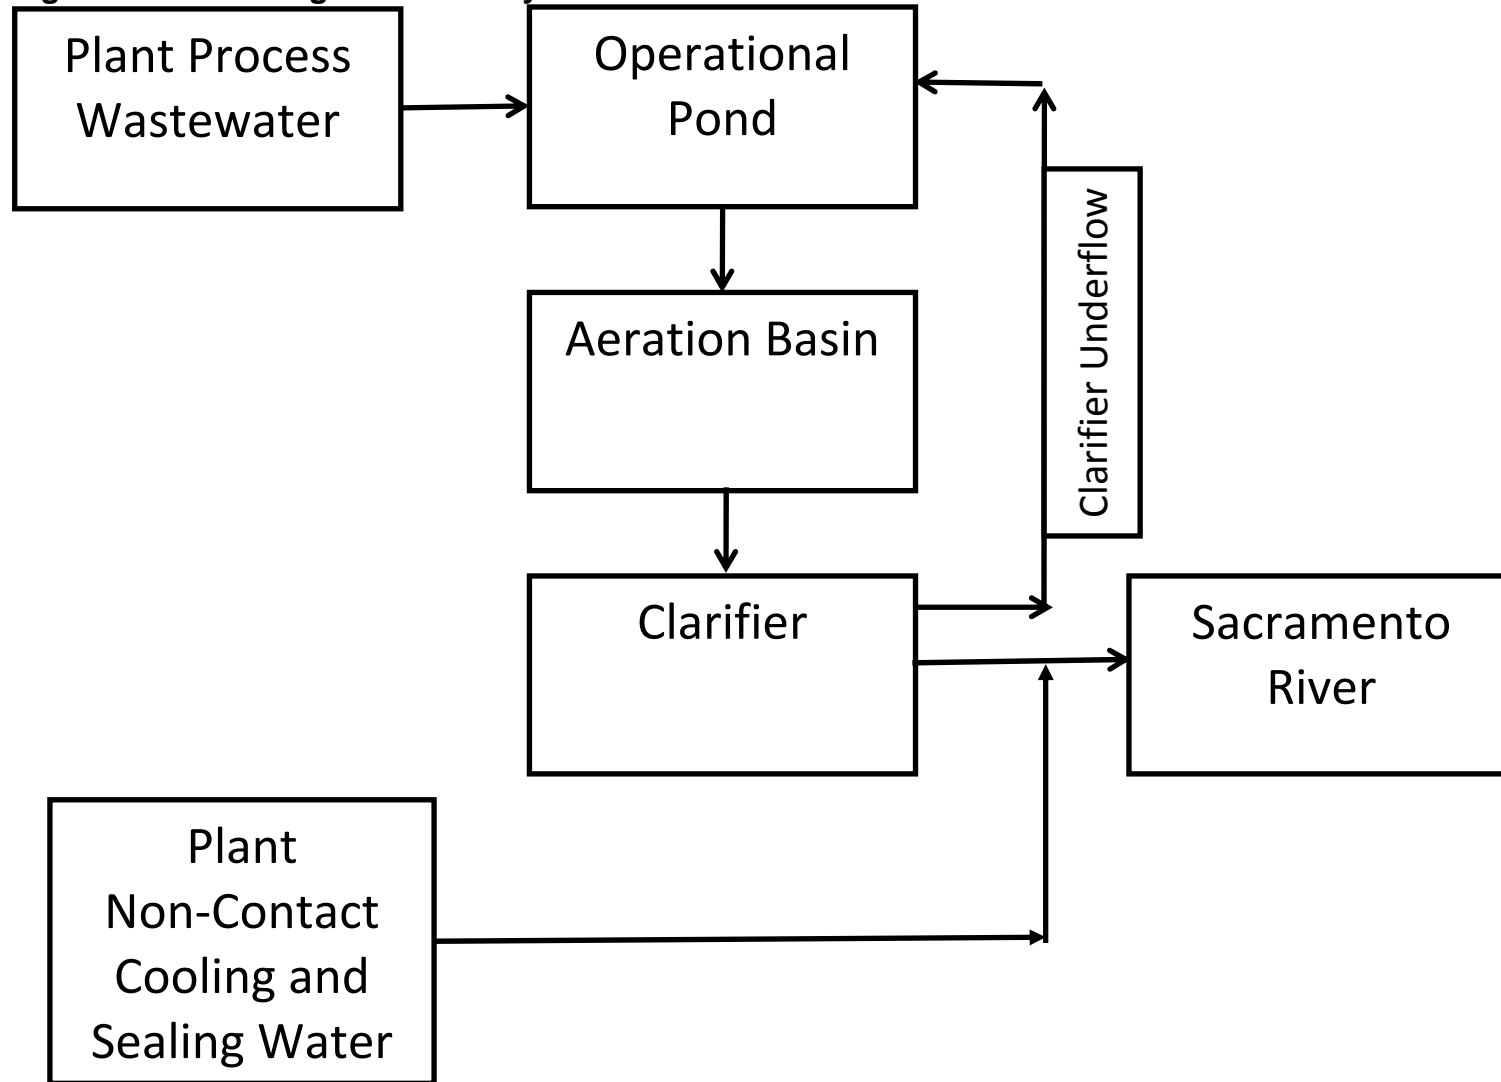 Plant Process
Wastewater
Operational
Pond
Aeration Basin
Clarifier Underflow
Clarifier
Sacramento
River
Plant
Non-Contact
Cooling and
Sealing Water